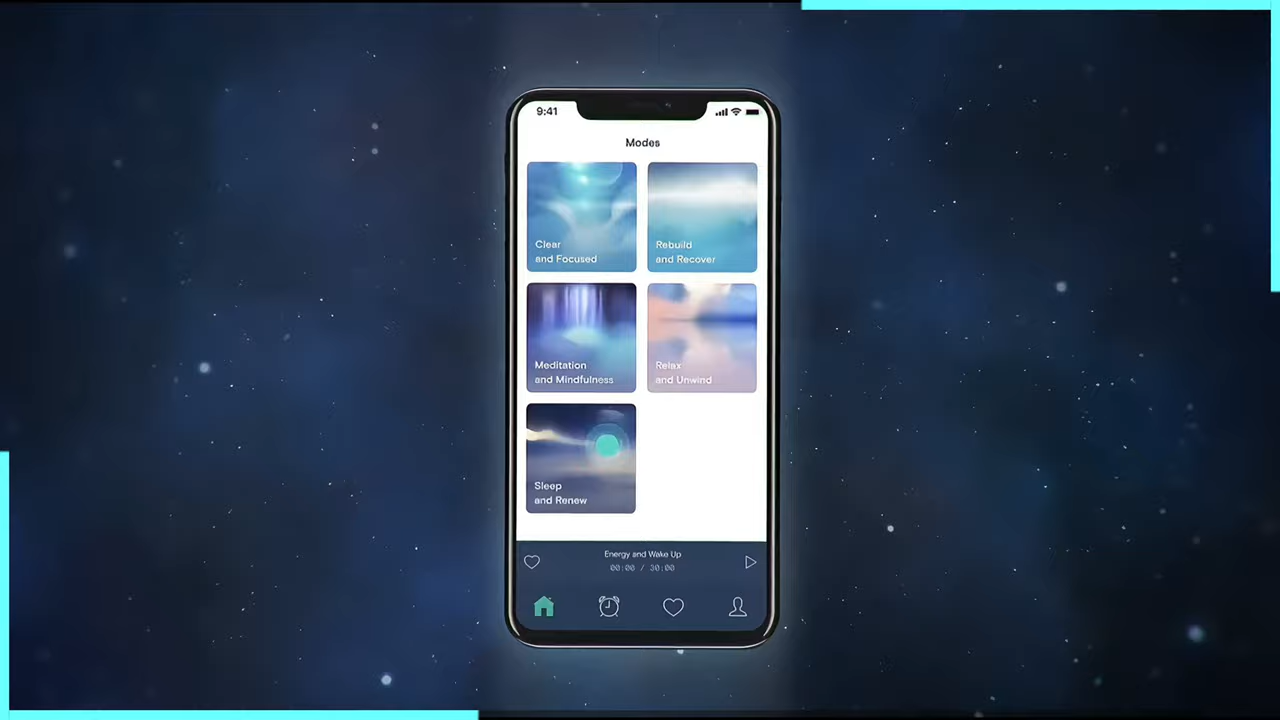 9:41
Modes
Clear
and Focused
Rebuild
and Recover
Meditation
and Mindfulness
Relax
and Unwind
Sleep
and Renew
Energy and Wake Up
00:00 / 30:00